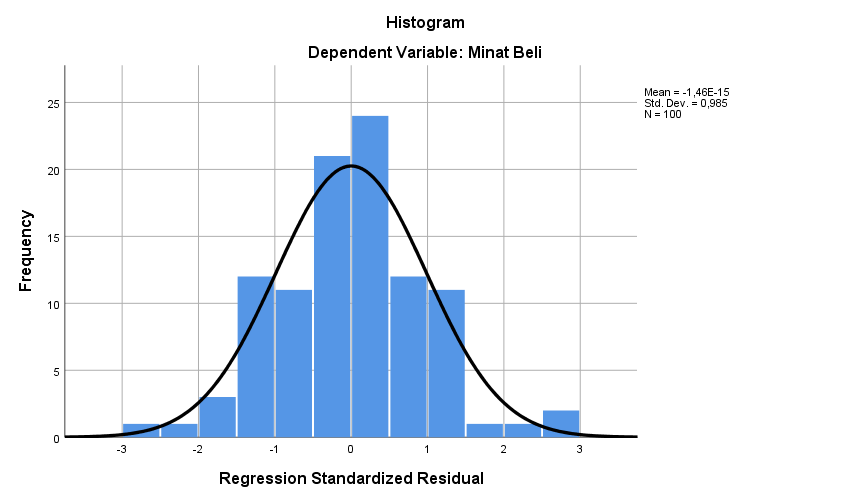 Histogram
Dependent Variable: Minat Beli
Mean = -1,46E-15
Std. Dev. = 0,985
N = 100
Frequency
25
20
15
10
5
0
-3 -2 -1 0 1 2 3
Regression Standardized Residual